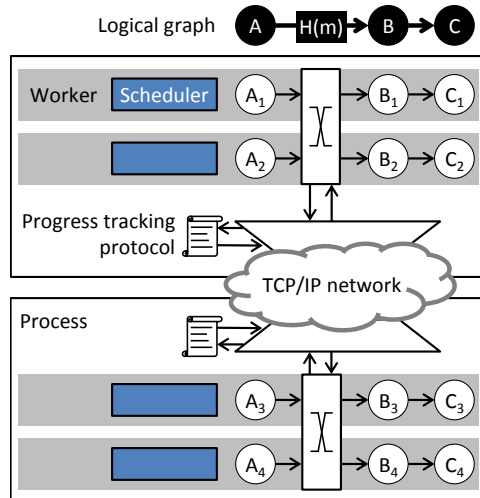 Logical graph A H(m) B C
Worker Scheduler A₁ B₁ C₁
A₂ B₂ C₂
Progress tracking
protocol
TCP/IP network
Process
A₃ B₃ C₃
A₄ B₄ C₄